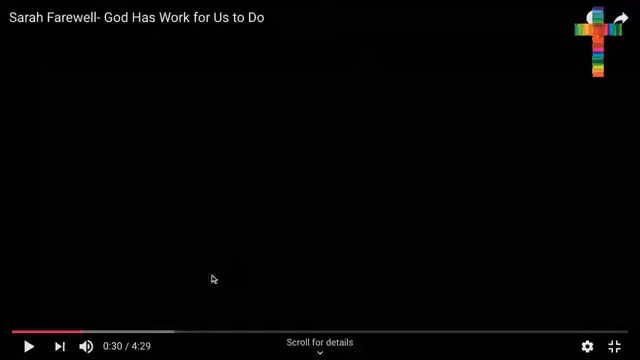 Sarah Farewell- God Has Work for Us to Do
0:30 / 4:29
Scroll for details